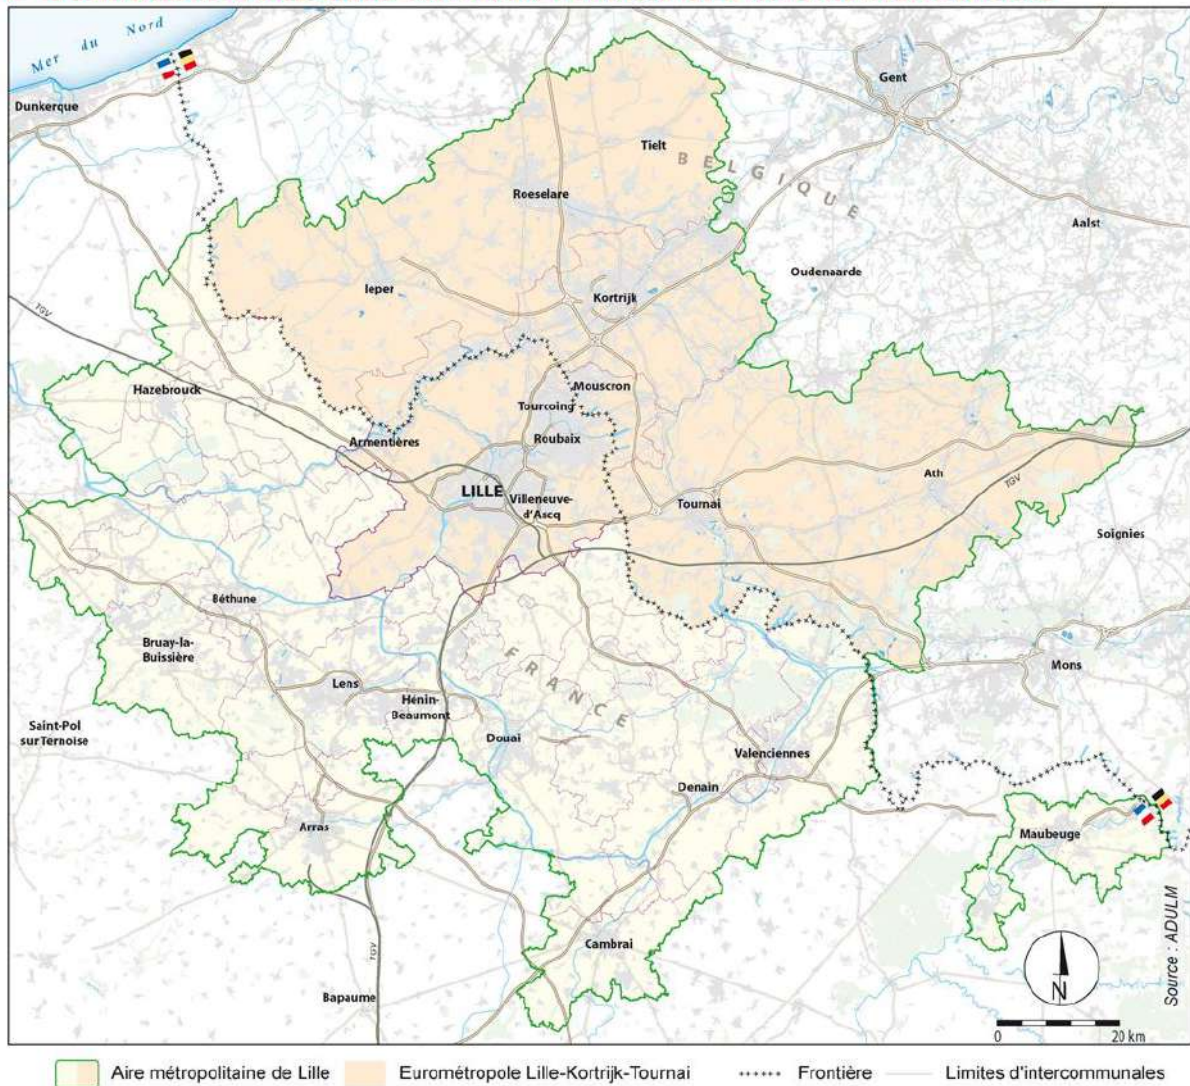 Mer du Nord
Dunkerque
Gent
Tielt
BELGIQUE
Roeselare
Aalst
Oudenaarde
Ieper
Kortrijk
TGV
Hazebrouck
Mouscron
Tourcoing
Armentières
Roubaix
LILLE
Villeneuve-
d'Ascq
Tournai
Ath
TGV
Soignies
Béthune
Bruay-la-
Buissière
FRANCE
Mons
Lens
Hénin-
Beaumont
Saint-Pol
sur Ternoise
Douai
Valenciennes
Denain
Arras
Maubeuge
Cambrai
TGV
Bapaume
N
Source : ADULM
0 20 km
Aire métropolitaine de Lille Eurométropole Lille-Kortrijk-Tournai Frontière Limites d'intercommunales